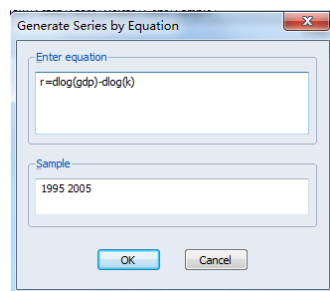 Generate Series by Equation
Enter equation
r=dlog(gdp)-dlog(k)
Sample
1995 2005
OK
Cancel